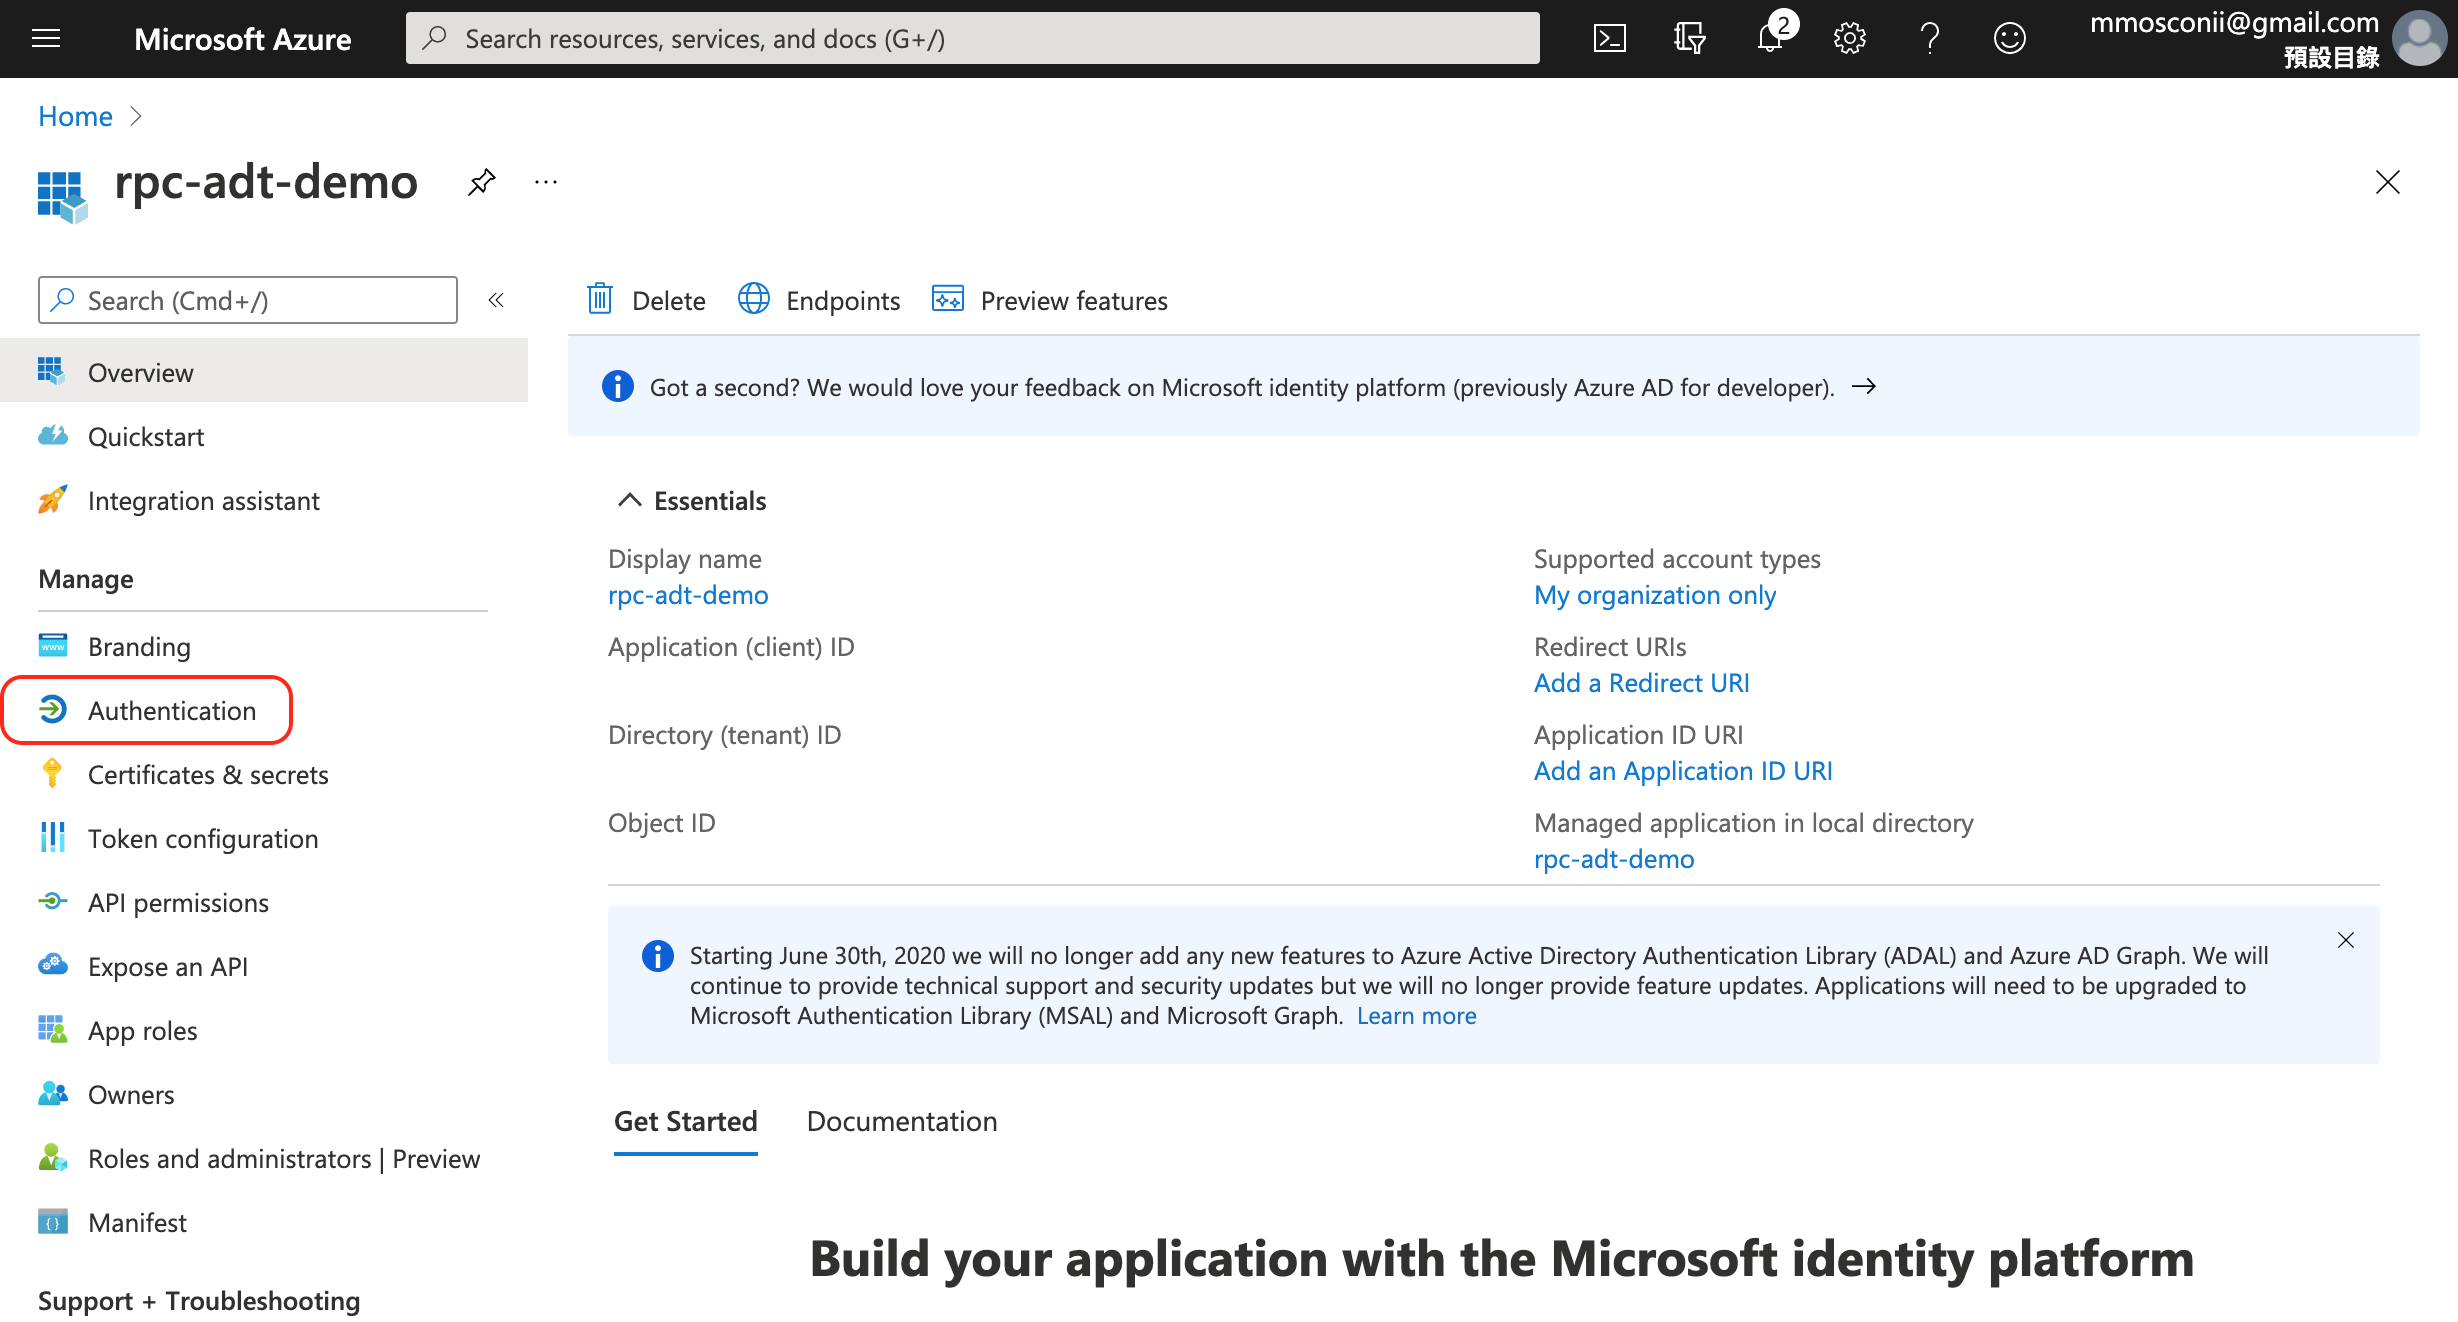 Microsoft Azure
Search resources, services, and docs (G+/)
2
mmosconii@gmail.com
預設目錄
Home
rpc-adt-demo
Search (Cmd+/)
Overview
Quickstart
Integration assistant
Manage
Branding
Authentication
Certificates & secrets
Token configuration
API permissions
Expose an API
App roles
Owners
Roles and administrators | Preview
Manifest
Support + Troubleshooting
Delete
Endpoints
Preview features
Got a second? We would love your feedback on Microsoft identity platform (previously Azure AD for developer).
Essentials
Display name
rpc-adt-demo
Application (client) ID
Directory (tenant) ID
Object ID
Supported account types
My organization only
Redirect URIs
Add a Redirect URI
Application ID URI
Add an Application ID URI
Managed application in local directory
rpc-adt-demo
Starting June 30th, 2020 we will no longer add any new features to Azure Active Directory Authentication Library (ADAL) and Azure AD Graph. We will
continue to provide technical support and security updates but we will no longer provide feature updates. Applications will need to be upgraded to
Microsoft Authentication Library (MSAL) and Microsoft Graph. Learn more
Get Started
Documentation
Build your application with the Microsoft identity platform